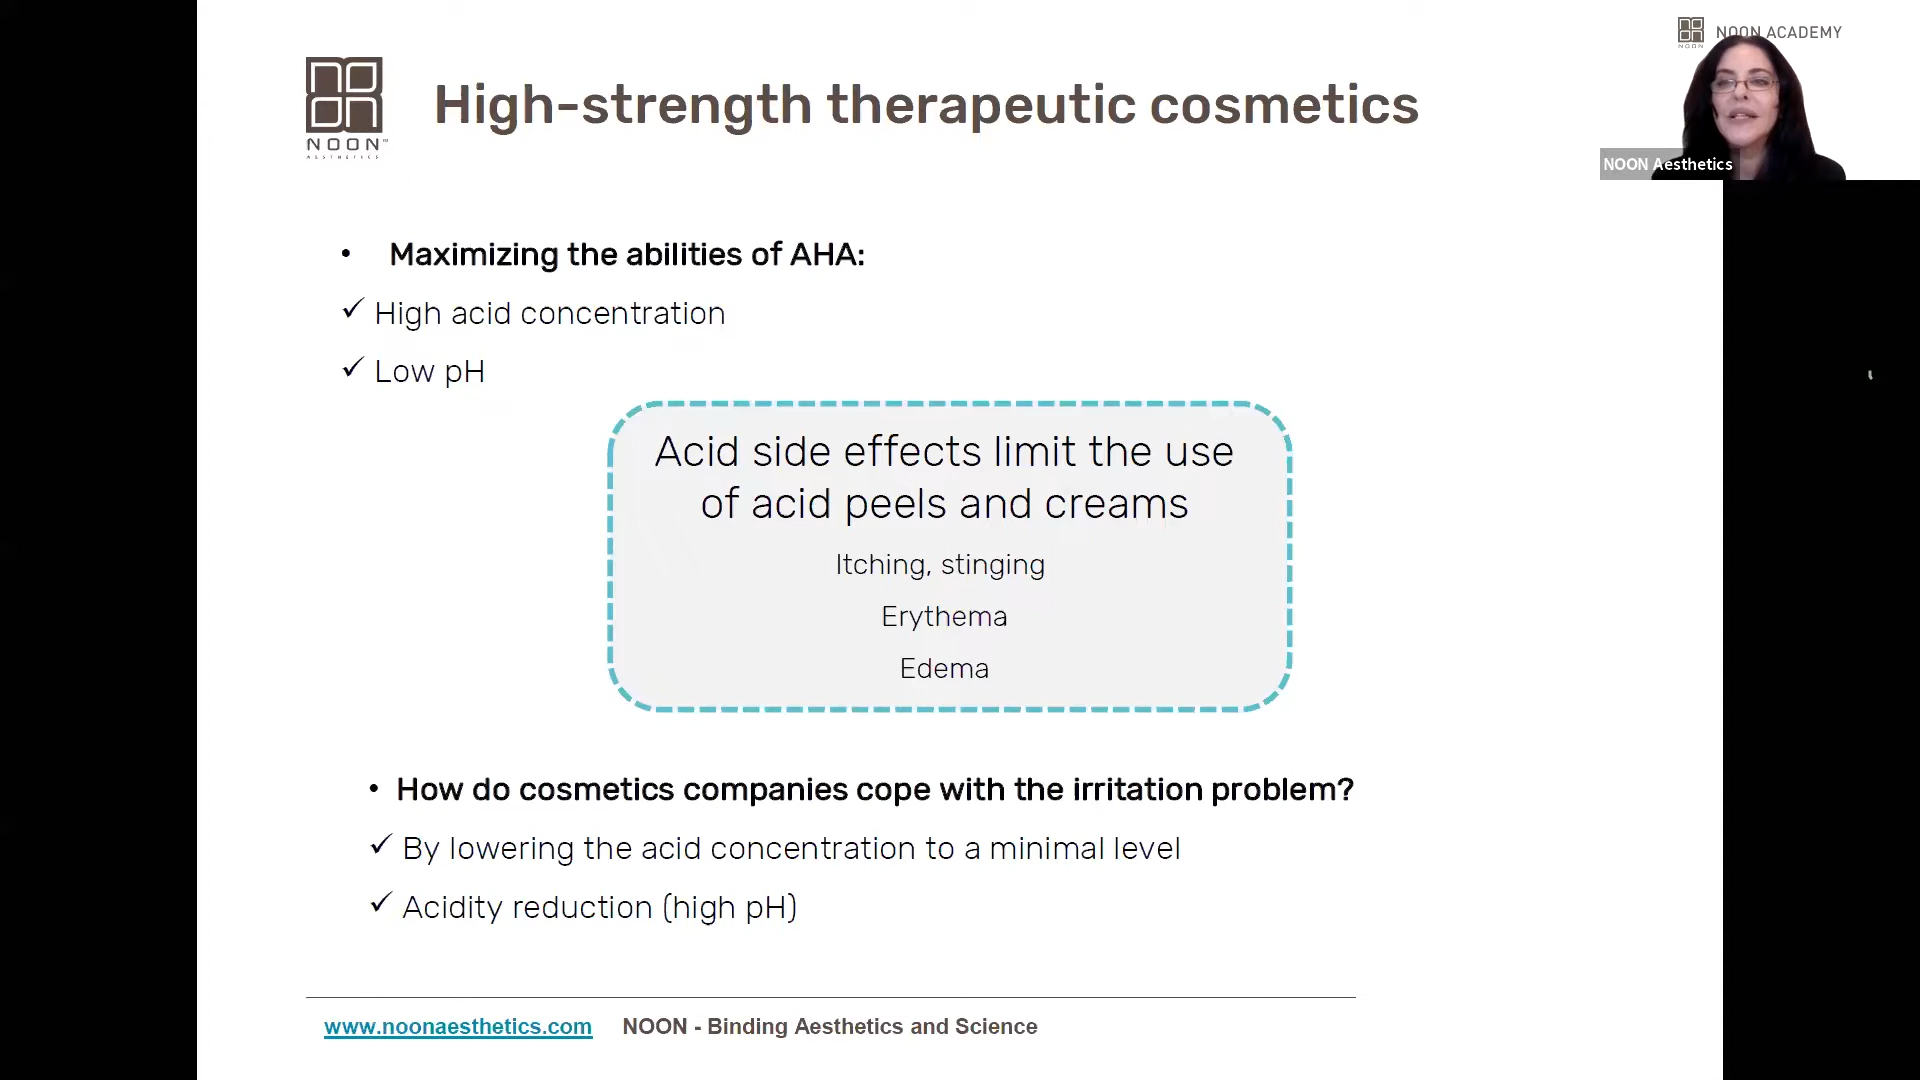 NOON ACADEMY
NOON
NOON™
AESTHETICS
High-strength therapeutic cosmetics
NOON Aesthetics
• Maximizing the abilities of AHA:
✓ High acid concentration
✓ Low pH
Acid side effects limit the use
of acid peels and creams
Itching, stinging
Erythema
Edema
• How do cosmetics companies cope with the irritation problem?
✓ By lowering the acid concentration to a minimal level
✓ Acidity reduction (high pH)
www.noonaesthetics.com NOON - Binding Aesthetics and Science